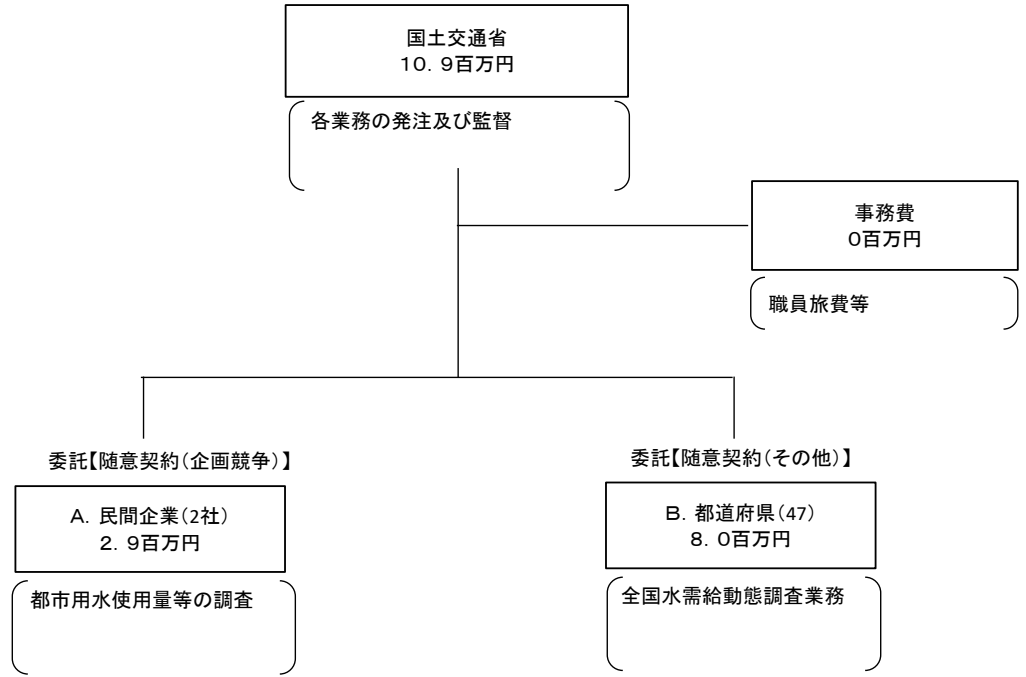 国土交通省
10．9百万円
各業務の発注及び監督
事務費
0百万円
職員旅費等
委託【随意契約（企画競争）】
委託【随意契約（その他）】
A．民間企業（2社）
2．9百万円
B．都道府県（47）
8．0百万円
都市用水使用量等の調査
全国水需給動態調査業務